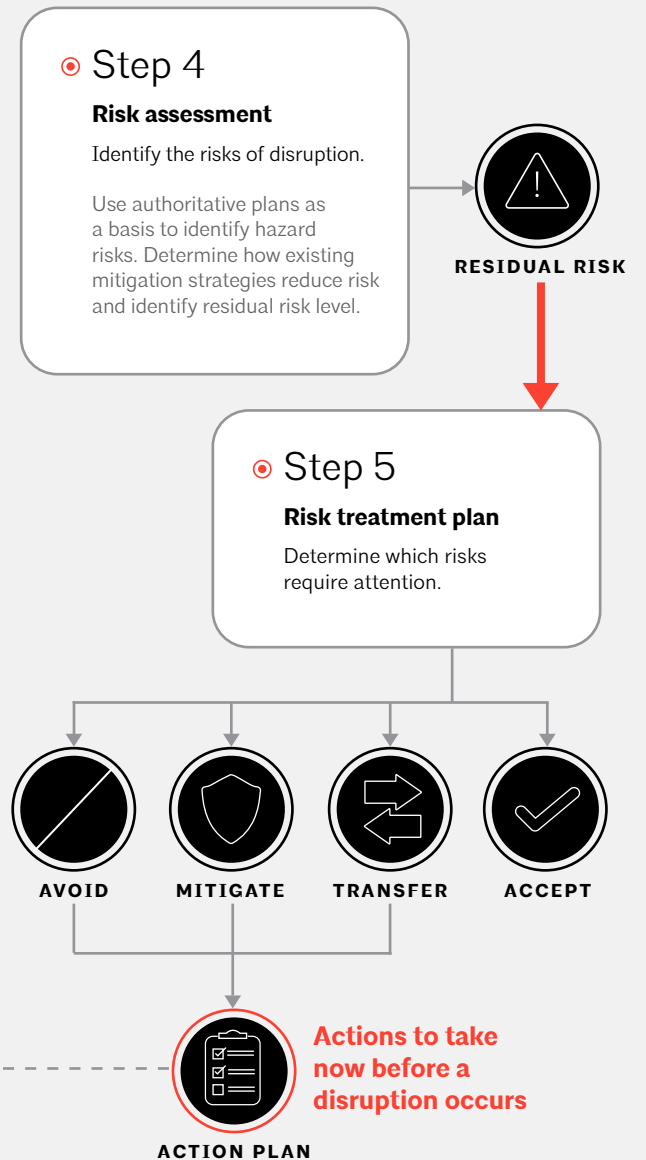 Step 4
Risk assessment
Identify the risks of disruption.
Use authoritative plans as
a basis to identify hazard
risks. Determine how existing
mitigation strategies reduce risk
and identify residual risk level.
RESIDUAL RISK
Step 5
Risk treatment plan
Determine which risks
require attention.
AVOID
MITIGATE
TRANSFER
ACCEPT
Actions to take
now before a
disruption occurs
ACTION PLAN